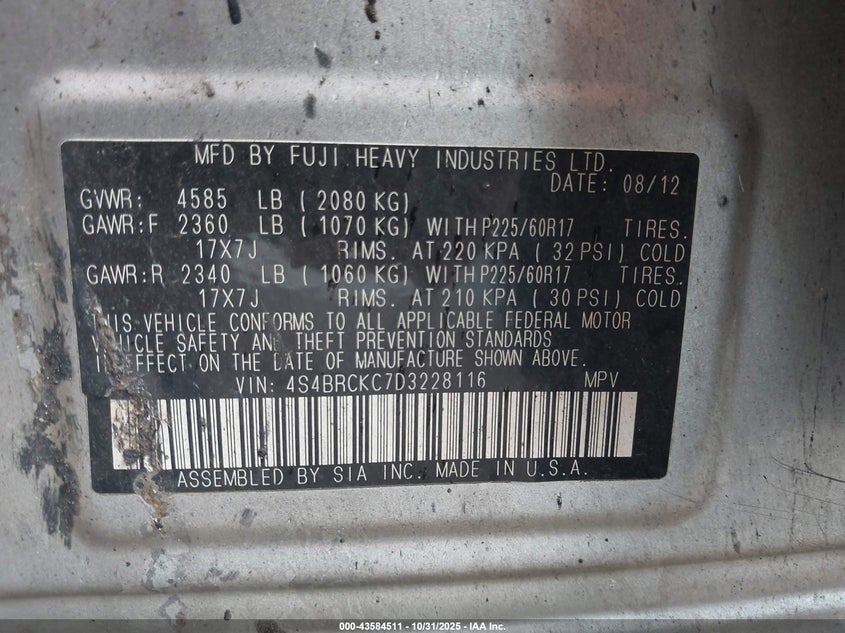 MFD BY FUJI HEAVY INDUSTRIES LTD.
DATE: 08/12
GVWR: 4585 LB ( 2080 KG)
GAWR:F 2360 LB ( 1070 KG) WITH P225/60R17 TIRES.
17X7J RIMS. AT 220 KPA ( 32 PSI) COLD
GAWR:R 2340 LB ( 1060 KG) WITH P225/60R17 TIRES.
17X7J RIMS. AT 210 KPA ( 30 PSI) COLD
THIS VEHICLE CONFORMS TO ALL APPLICABLE FEDERAL MOTOR
VEHICLE SAFETY AND THEFT PREVENTION STANDARDS
IN EFFECT ON THE DATE OF MANUFACTURE SHOWN ABOVE.
VIN: 4S4BRCKC7D3228116 MPV
ASSEMBLED BY SIA INC. MADE IN U.S.A.
000-43584511 - 10/31/2025 - IAA Inc.